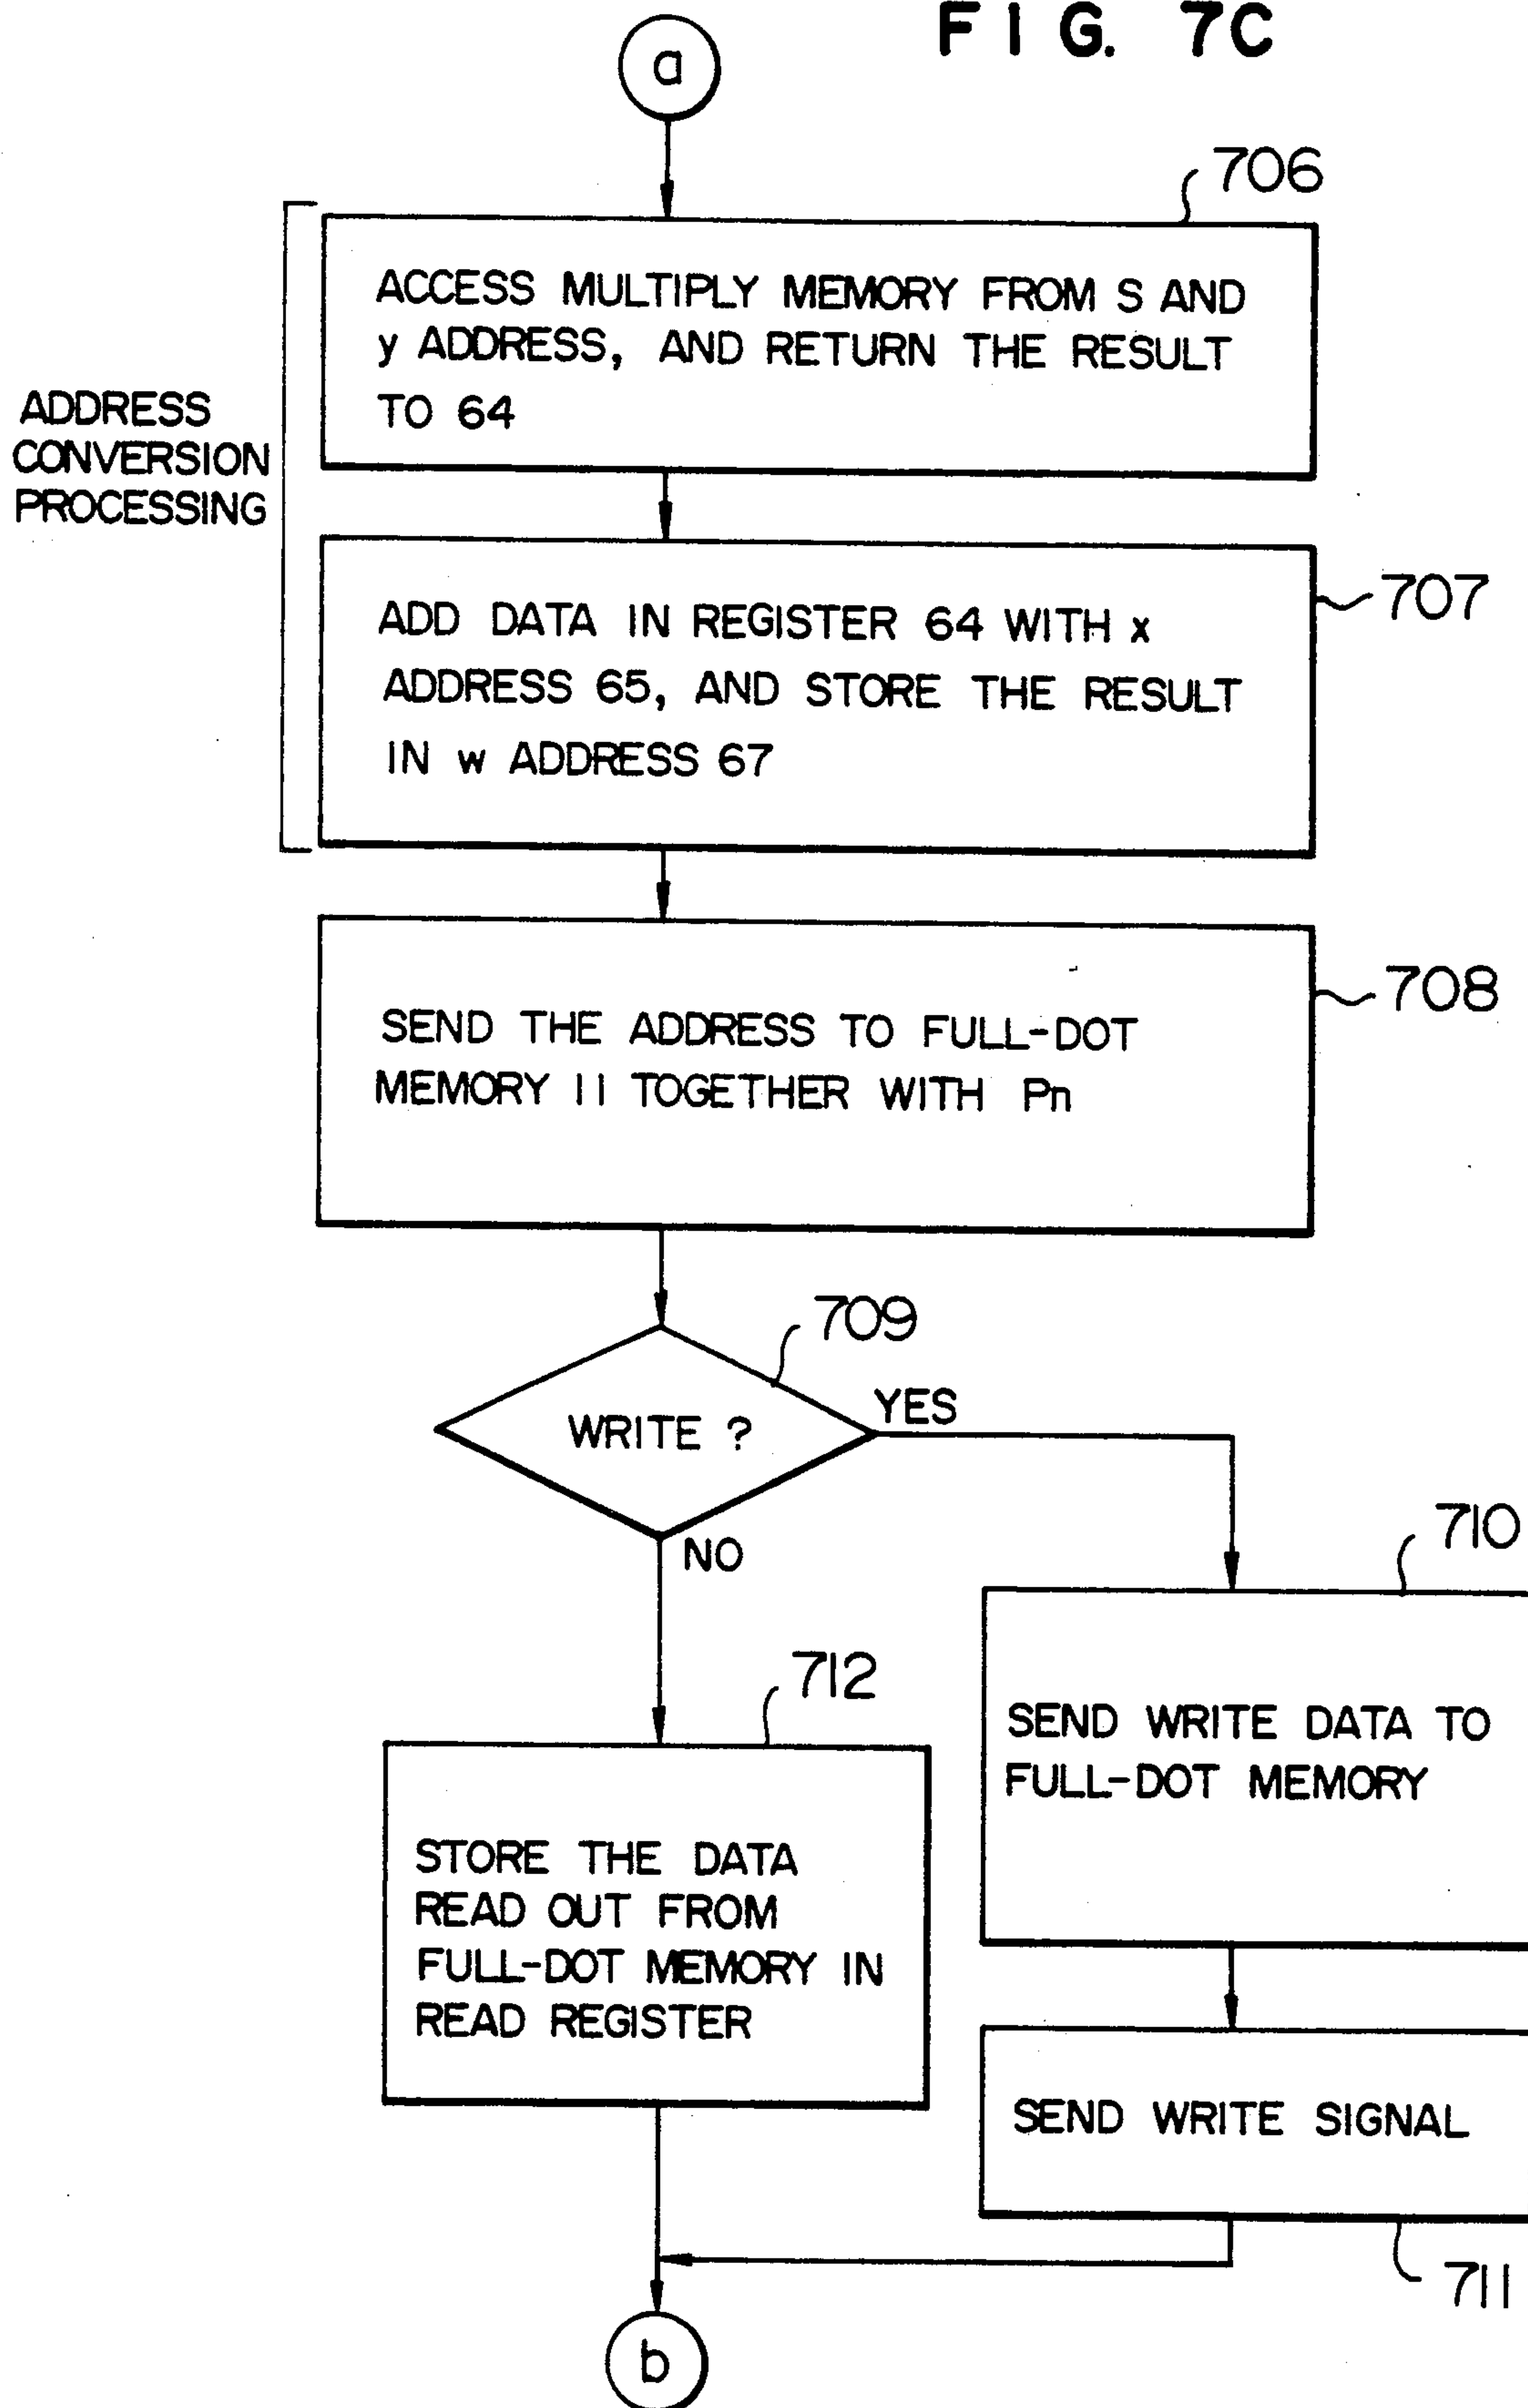 FIG. 7C
a
706
ACCESS MULTIPLY MEMORY FROM S AND
y ADDRESS, AND RETURN THE RESULT
TO 64
ADDRESS
CONVERSION
PROCESSING
707
ADD DATA IN REGISTER 64 WITH x
ADDRESS 65, AND STORE THE RESULT
IN w ADDRESS 67
708
SEND THE ADDRESS TO FULL-DOT
MEMORY 11 TOGETHER WITH Pn
709
WRITE ?
YES
NO
710
SEND WRITE DATA TO
FULL-DOT MEMORY
712
STORE THE DATA
READ OUT FROM
FULL-DOT MEMORY IN
READ REGISTER
SEND WRITE SIGNAL
711
b